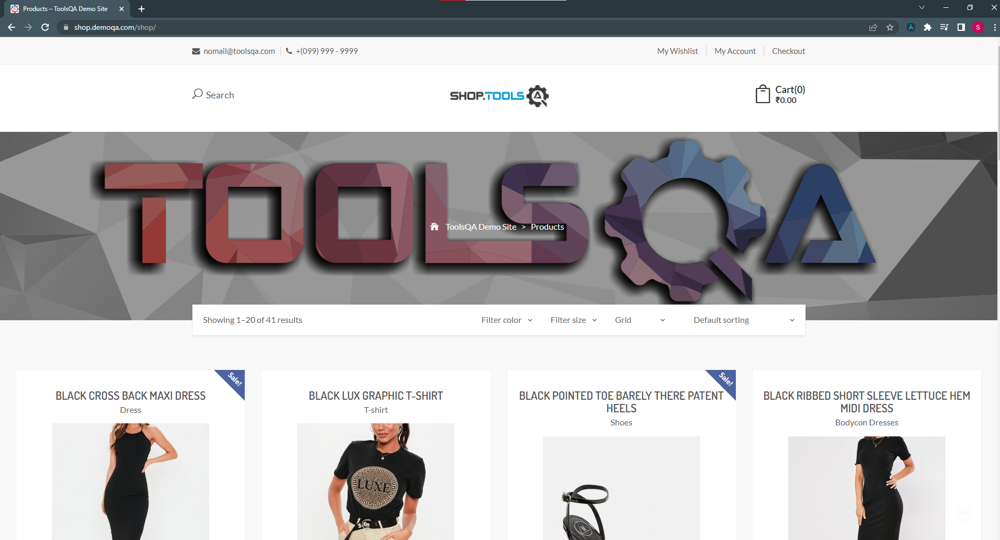 Products – ToolsQA Demo Site
shop.demoqa.com/shop/
S
nomail@toolsqa.com
+(099) 999 - 9999
My Wishlist
My Account
Checkout
Search
SHOP.TOOLS
Cart(0)
₹0.00
TOOLSQA
ToolsQA Demo Site > Products
Showing 1–20 of 41 results
Filter color
Filter size
Grid
Default sorting
Sale!
BLACK CROSS BACK MAXI DRESS
Dress
BLACK LUX GRAPHIC T-SHIRT
T-shirt
LUXE
Sale!
BLACK POINTED TOE BARELY THERE PATENT
HEELS
Shoes
BLACK RIBBED SHORT SLEEVE LETTUCE HEM
MIDI DRESS
Bodycon Dresses